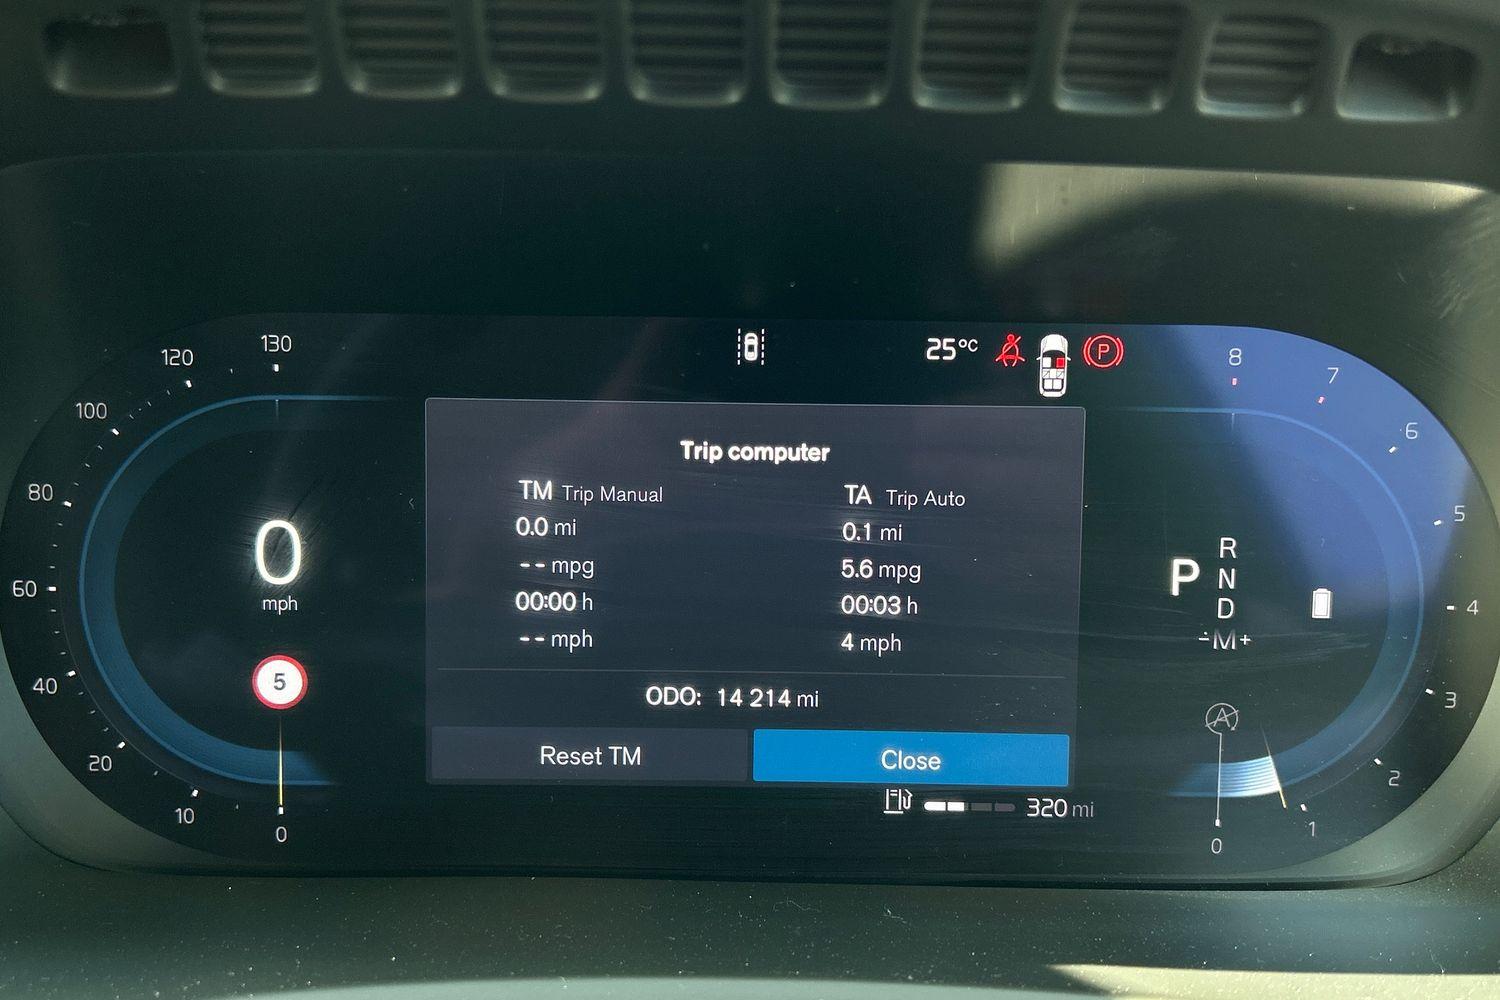 130
120
100
80
60
40
20
10
0
0
mph
5
25°C
P
Trip computer
TM Trip Manual
0.0 mi
-- mpg
00:00 h
-- mph
TA Trip Auto
0.1 mi
5.6 mpg
00:03 h
4 mph
ODO: 14 214 mi
Reset TM
Close
320 mi
P
R
N
D
-M+
A
8
7
6
5
4
3
2
1
0